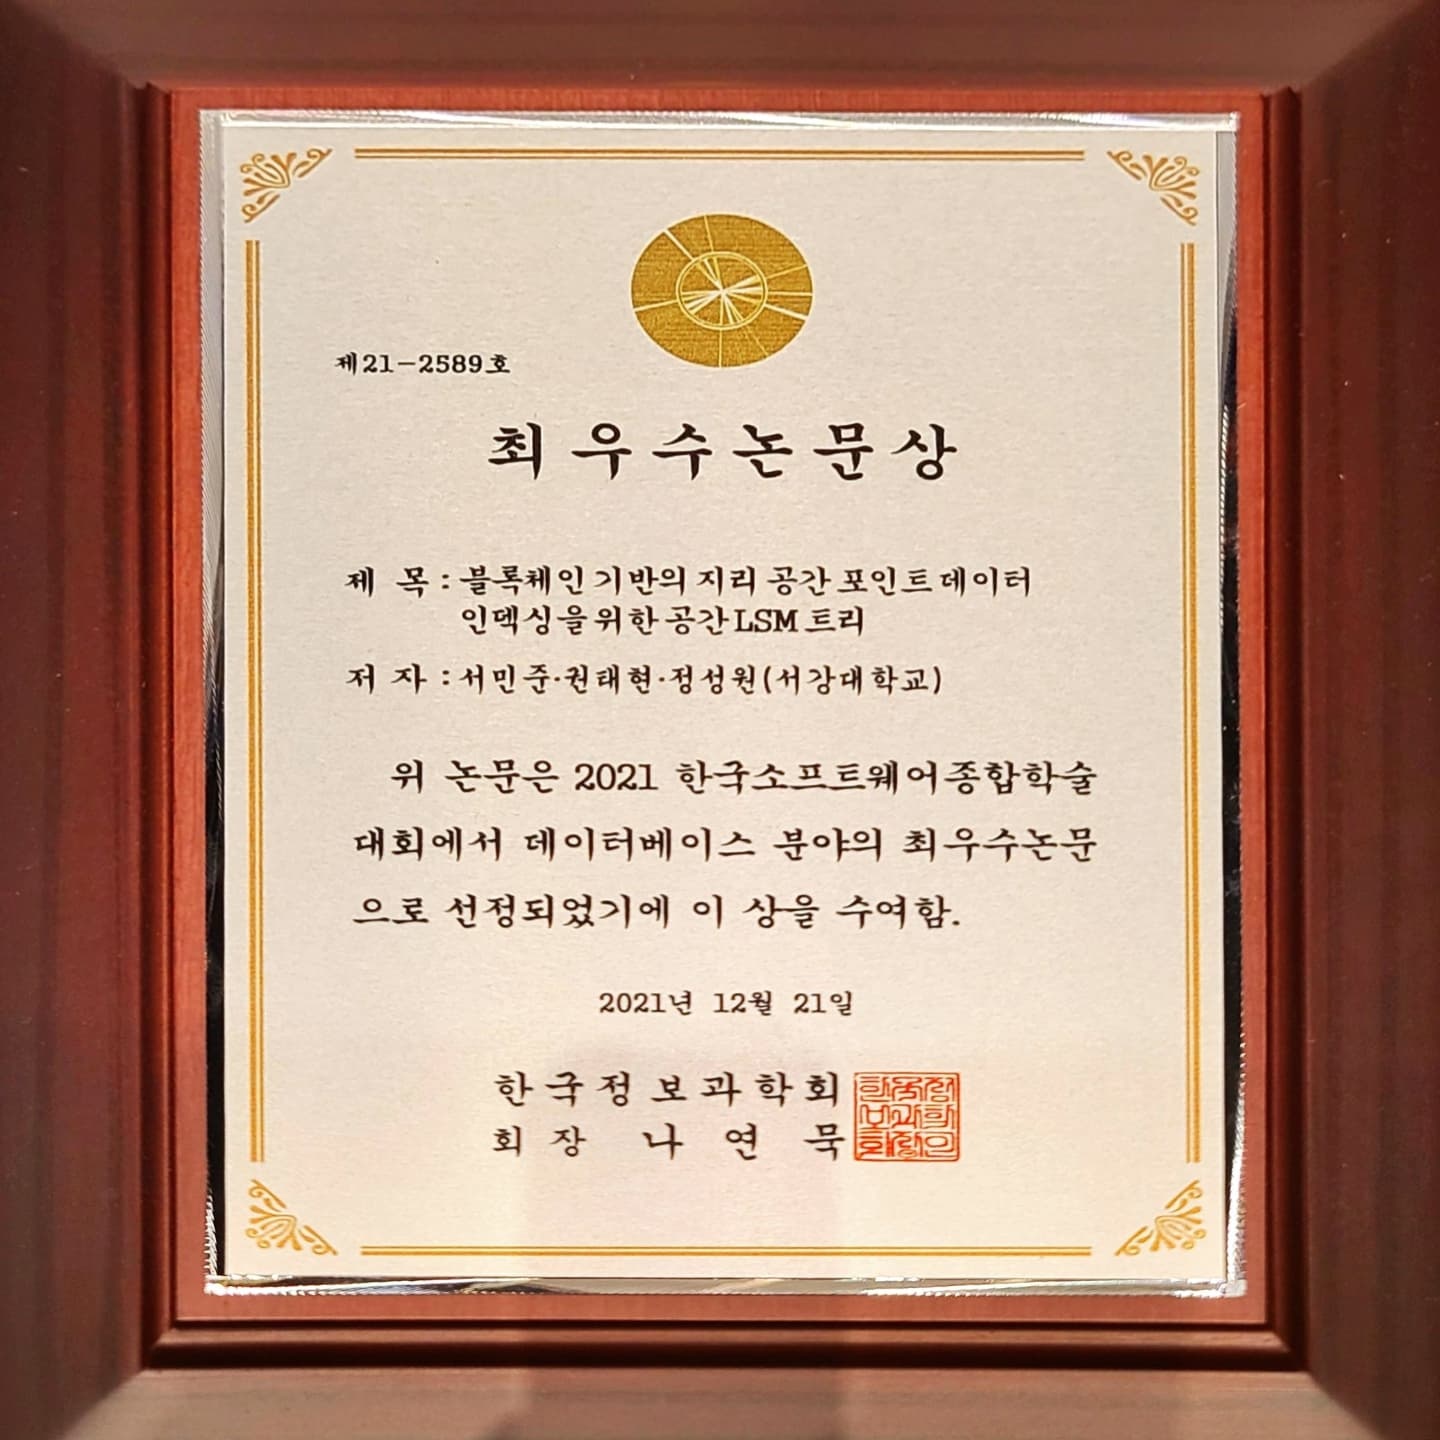 제21-2589호
최우수논문상
제 목 : 블록체인 기반의 지리 공간 포인트 데이터
인덱싱을 위한 공간 LSM 트리
저 자 : 서민준·권태현·정성원(서강대학교)
위 논문은 2021 한국소프트웨어종합학술
대회에서 데이터베이스 분야의 최우수논문
으로 선정되었기에 이 상을 수여함.
2021년 12월 21일
한국정보과학회
회 장 나 연 묵
한국정
보과학
회장인